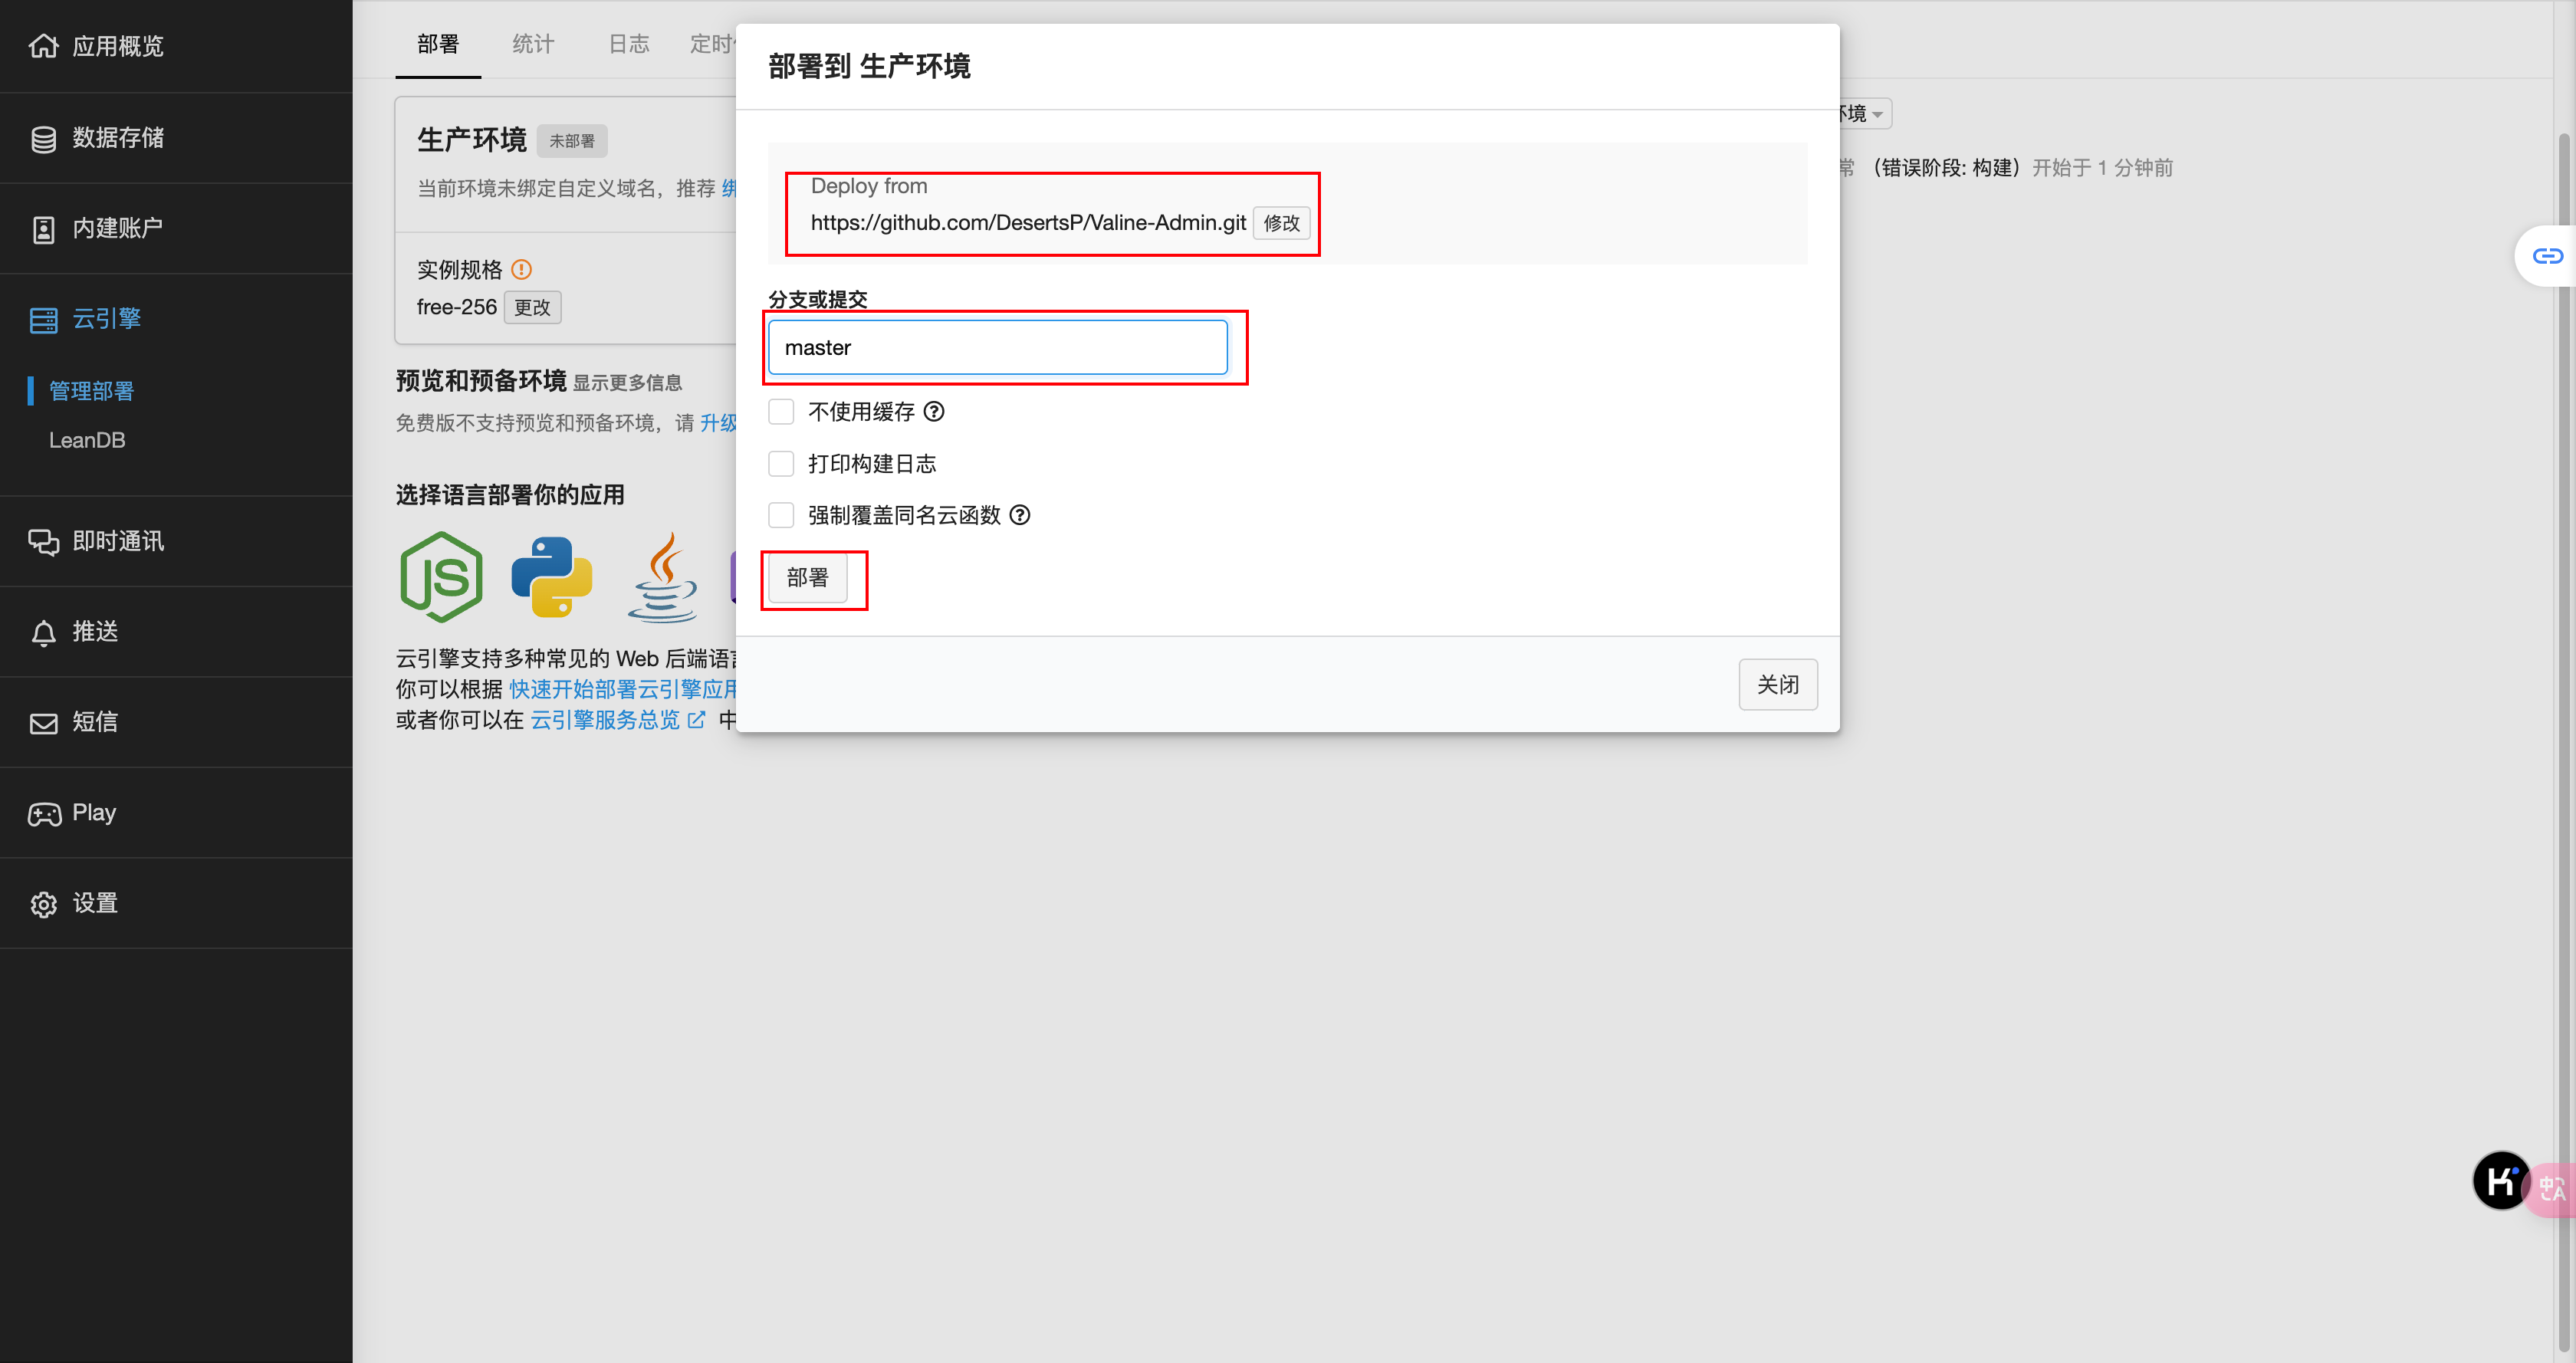 应用概览
数据存储
内建账户
云引擎
管理部署
LeanDB
即时通讯
推送
短信
Play
设置
部署 统计 日志 定时
生产环境 未部署
当前环境未绑定自定义域名，推荐
实例规格
free-256 更改
预览和预备环境 显示更多信息
免费版不支持预览和预备环境，请 升级
选择语言部署你的应用
JS
云引擎支持多种常见的 Web 后端语言
你可以根据 快速开始部署云引擎应用
或者你可以在 云引擎服务总览 中
部署到 生产环境
Deploy from
https://github.com/DesertsP/Valine-Admin.git 修改
分支或提交
master
不使用缓存
打印构建日志
强制覆盖同名云函数
部署
关闭
环境
常 （错误阶段: 构建） 开始于 1 分钟前
K
中A